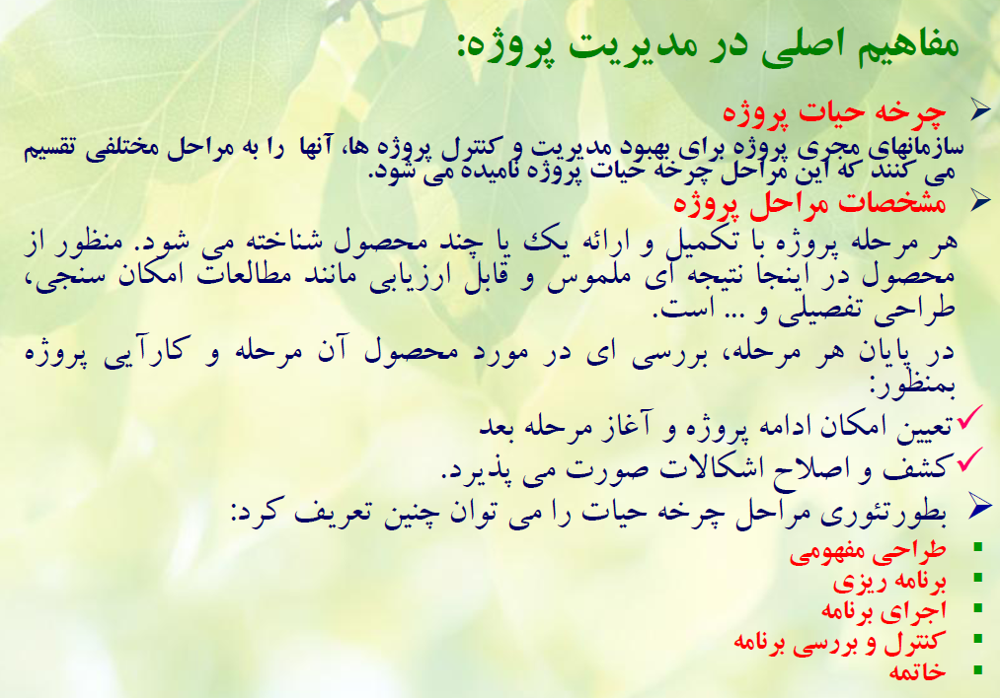 مفاهیم اصلی در مدیریت پروژه:
چرخه حیات پروژه
سازمانهای مجری پروژه برای بهبود مدیریت و کنترل پروژه ها، آنها را به مراحل مختلفی تقسیم
می کنند که این مراحل چرخه حیات پروژه نامیده می شود.
مشخصات مراحل پروژه
هر مرحله پروژه با تکمیل و ارائه یک یا چند محصول شناخته می شود. منظور از
محصول در اینجا نتیجه ای ملموس و قابل ارزیابی مانند مطالعات امکان سنجی،
طراحی تفصیلی و ... است.
در پایان هر مرحله، بررسی ای در مورد محصول آن مرحله و کارآیی پروژه
بمنظور:
تعیین امکان ادامه پروژه و آغاز مرحله بعد
کشف و اصلاح اشکالات صورت می پذیرد.
بطورتئوری مراحل چرخه حیات را می توان چنین تعریف کرد:
طراحی مفهومی
برنامه ریزی
اجرای برنامه
کنترل و بررسی برنامه
خاتمه